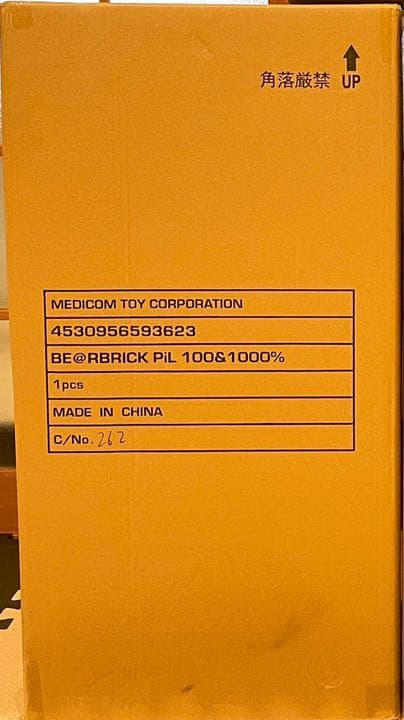 角落厳禁 UP
MEDICOM TOY CORPORATION
4530956593623
BE@RBRICK PiL 100&1000%
1pcs
MADE IN CHINA
C/No. 262